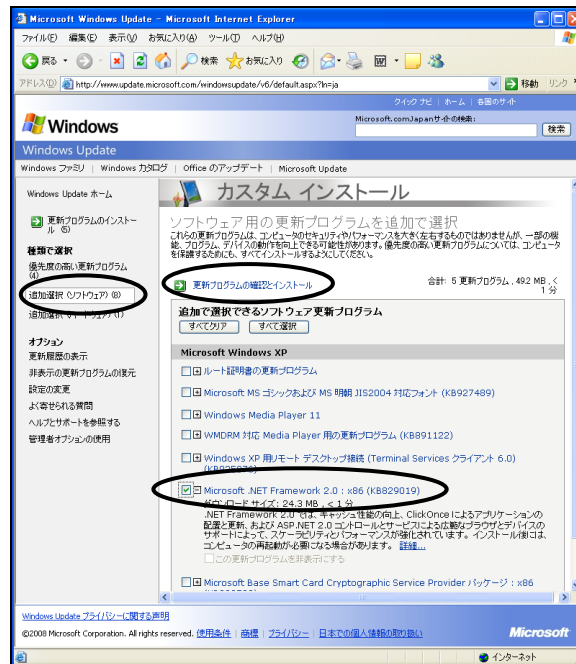 Microsoft Windows Update - Microsoft Internet Explorer
ファイル(F) 編集(E) 表示(V) お気に入り(A) ツール(T) ヘルプ(H)
戻る 検索 お気に入り
アドレス(D) http://www.update.microsoft.com/windowsupdate/v6/default.aspx?ln=ja 移動 リンク
クイック ナビ | ホーム | 各国のサイト
Windows
Microsoft.comJapanサイトの検索:
検索
Windows Update
Windows ファミリ | Windows カタログ | Office のアップデート | Microsoft Update
Windows Update ホーム
更新プログラムのインストー
ル (5)
種類で選択
優先度の高い更新プログラム
(4)
追加選択 (ソフトウェア) (8)
追加選択 (ハードウェア) (1)
オプション
更新履歴の表示
非表示の更新プログラムの復元
設定の変更
よく寄せられる質問
ヘルプとサポートを参照する
管理者オプションの使用
カスタム インストール
ソフトウェア用の更新プログラムを追加で選択
これらの更新プログラムは、コンピュータのセキュリティやパフォーマンスを大きく左右するものではありませんが、一部の機
能、プログラム、デバイスの動作を向上できる可能性があります。優先度の高い更新プログラムについては、コンピュータ
を保護するためにも、すべてインストールするようにしてください。
更新プログラムの確認とインストール
合計: 5 更新プログラム , 49.2 MB , <
1 分
追加で選択できるソフトウェア更新プログラム
すべてクリア すべて選択
Microsoft Windows XP
ルート証明書の更新プログラム
Microsoft MS ゴシックおよび MS 明朝 JIS2004 対応フォント (KB927489)
Windows Media Player 11
WMDRM 対応 Media Player 用の更新プログラム (KB891122)
Windows XP 用リモート デスクトップ接続 (Terminal Services クライアント 6.0)
Microsoft .NET Framework 2.0 : x86 (KB829019)
ダウンロード サイズ: 24.3 MB , < 1 分
.NET Framework 2.0 では、キャッシュ性能の向上、ClickOnce によるアプリケーションの
配置と更新、および ASP.NET 2.0 コントロールとサービスによる広範なブラウザとデバイスの
サポートによって、スケーラビリティとパフォーマンスが強化されています。インストール後には、
コンピュータの再起動が必要になる場合があります。 詳細...
この更新プログラムを非表示にする
Microsoft Base Smart Card Cryptographic Service Provider パッケージ : x86
Windows Update プライバシーに関する声明
©2008 Microsoft Corporation. All rights reserved. 使用条件 | 商標 | プライバシー | 日本での個人情報の取り扱い
Microsoft
インターネット